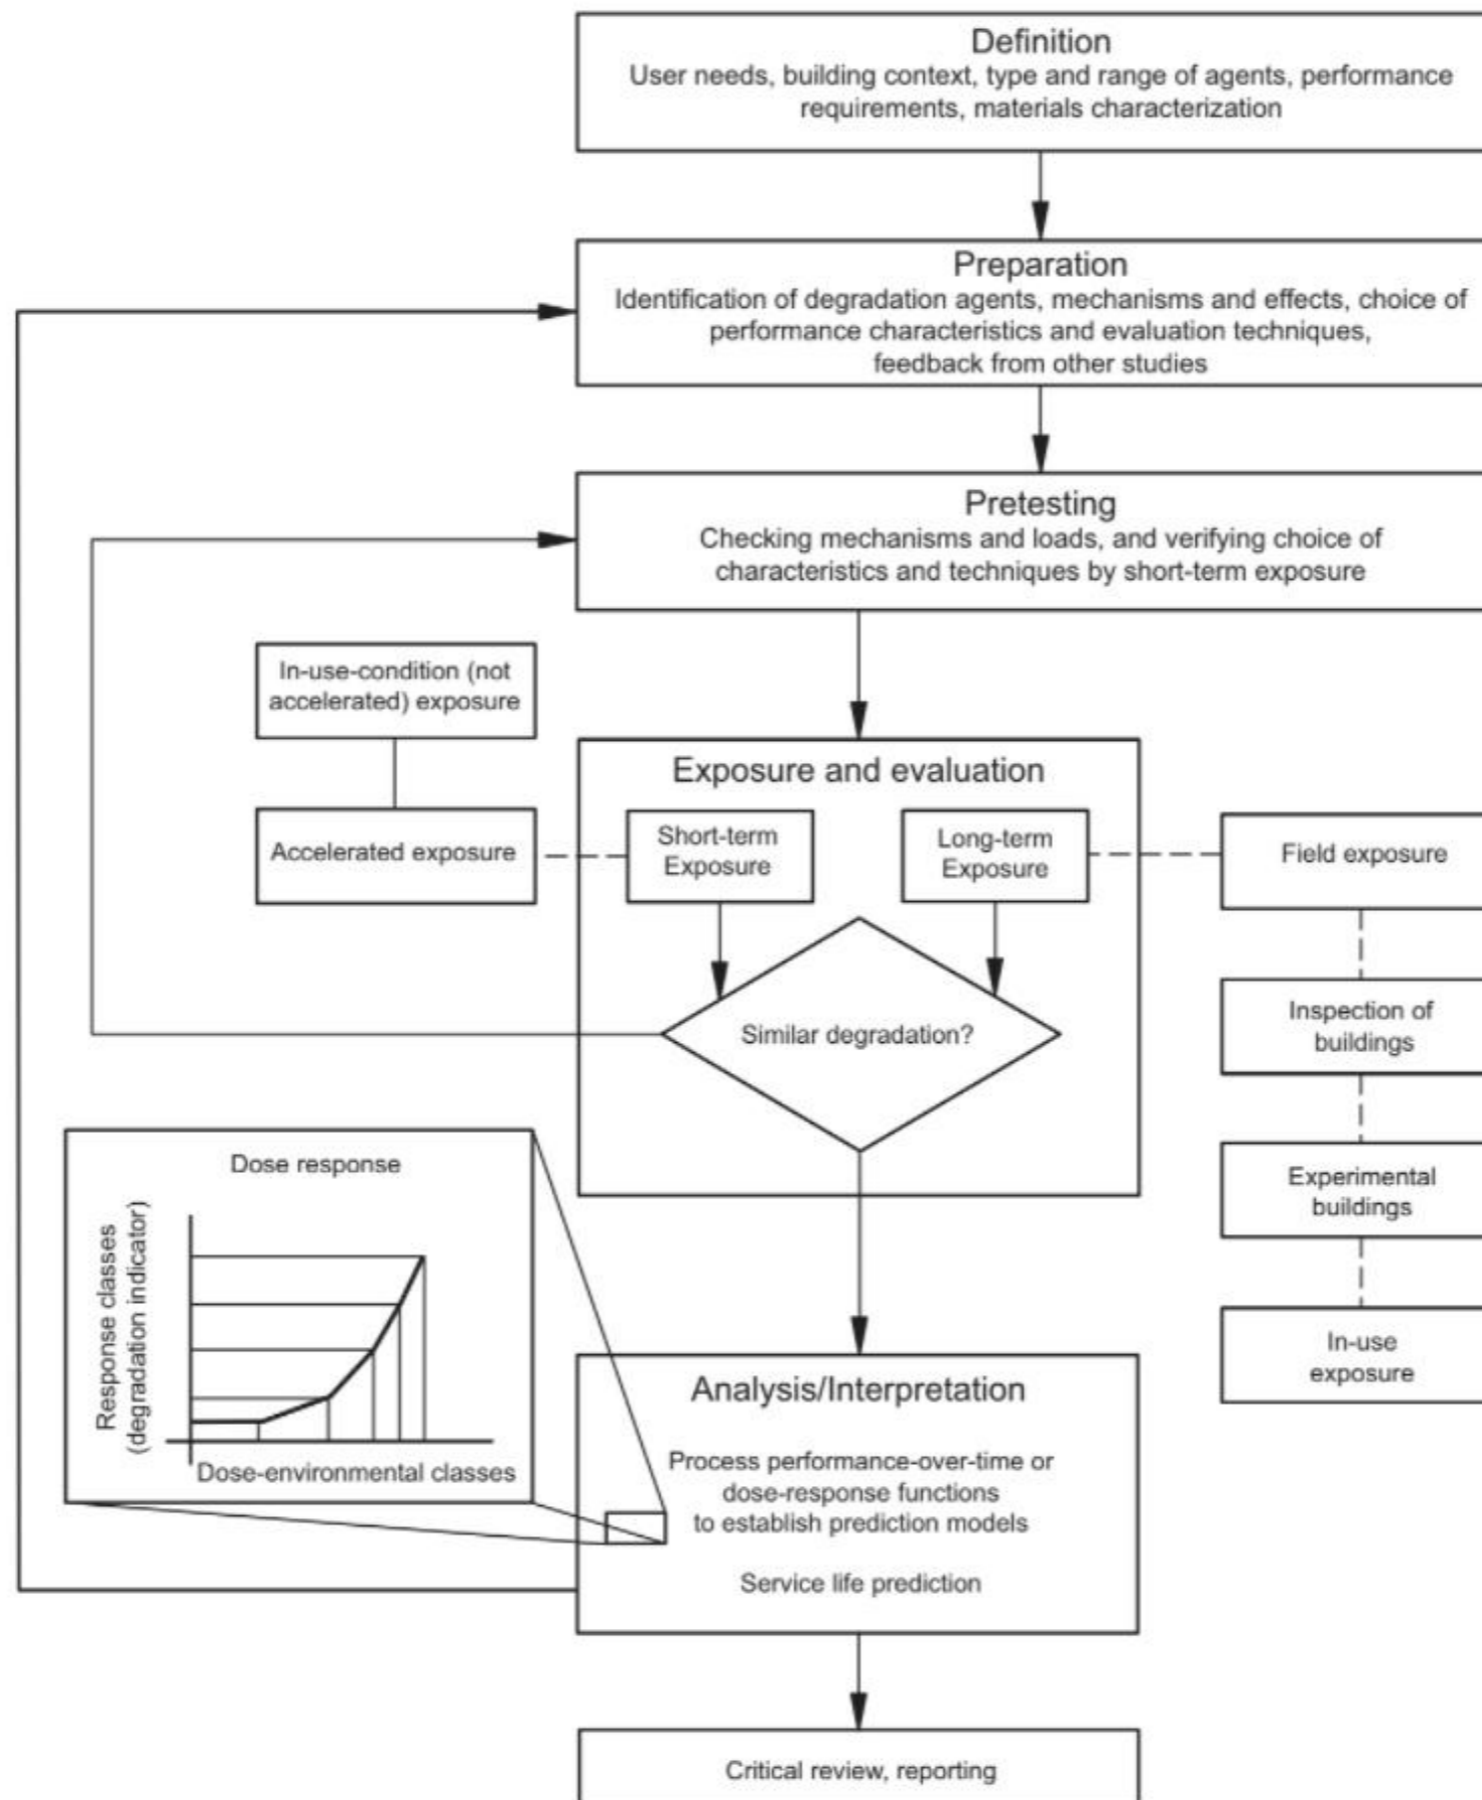 Definition
User needs, building context, type and range of agents, performance
requirements, materials characterization
Preparation
Identification of degradation agents, mechanisms and effects, choice of
performance characteristics and evaluation techniques,
feedback from other studies
Pretesting
Checking mechanisms and loads, and verifying choice of
characteristics and techniques by short-term exposure
In-use-condition (not
accelerated) exposure
Accelerated exposure
Exposure and evaluation
Short-term
Exposure
Long-term
Exposure
Similar degradation?
Field exposure
Inspection of
buildings
Experimental
buildings
In-use
exposure
Dose response
Response classes
(degradation indicator)
Dose-environmental classes
Analysis/Interpretation
Process performance-over-time or
dose-response functions
to establish prediction models
Service life prediction
Critical review, reporting